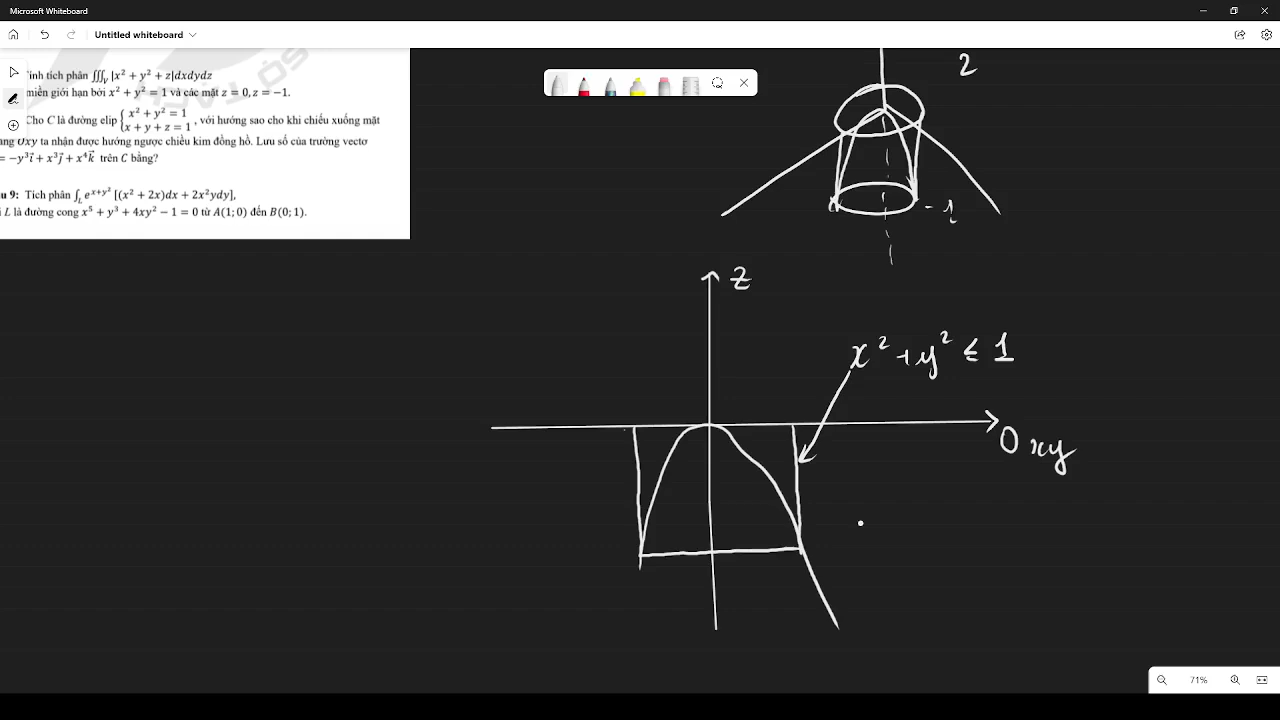 Microsoft Whiteboard
Untitled whiteboard
Tính tích phân ∭_V |x² + y² + z|dxdydz
miền giới hạn bởi x² + y² = 1 và các mặt z = 0, z = −1.
Cho C là đường elip { x² + y² = 1
x + y + z = 1 , với hướng sao cho khi chiếu xuống mặt
ẳng Oxy ta nhận được hướng ngược chiều kim đồng hồ. Lưu số của trường vectơ
= −y³i⃗ + x³j⃗ + x⁴k⃗ trên C bằng?
u 9: Tích phân ∫_L e^{x+y²} [(x² + 2x)dx + 2x²ydy],
i L là đường cong x⁵ + y³ + 4xy² − 1 = 0 từ A(1; 0) đến B(0; 1).
2
-1
z
x² + y² ≤ 1
Oxy
71%